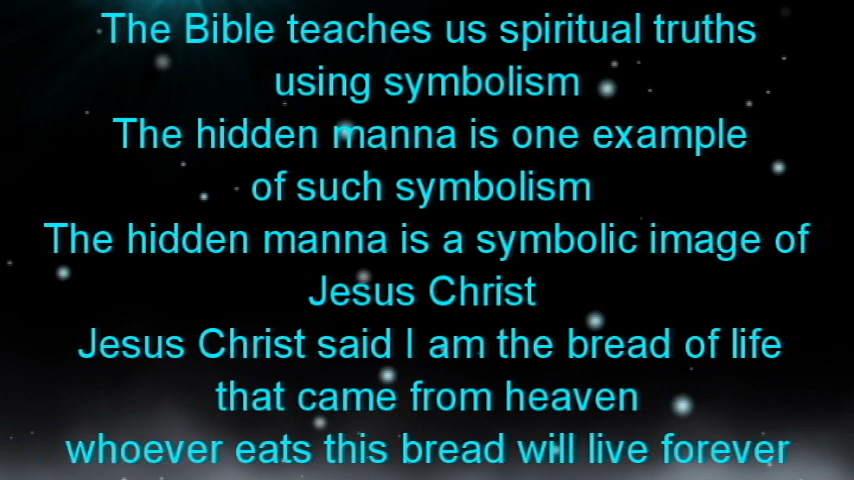 The Bible teaches us spiritual truths
using symbolism
The hidden manna is one example
of such symbolism
The hidden manna is a symbolic image of
Jesus Christ
Jesus Christ said I am the bread of life
that came from heaven
whoever eats this bread will live forever